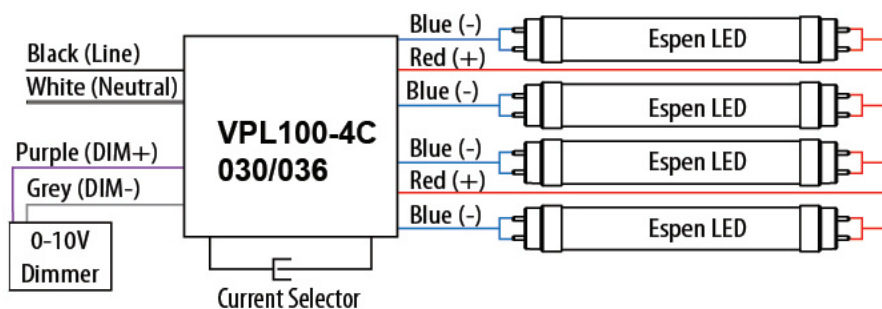 Black (Line)
White (Neutral)
Purple (DIM+)
Grey (DIM-)
0-10V
Dimmer
VPL100-4C
030/036
Current Selector
Blue (-)
Red (+)
Blue (-)
Blue (-)
Red (+)
Blue (-)
Espen LED
Espen LED
Espen LED
Espen LED